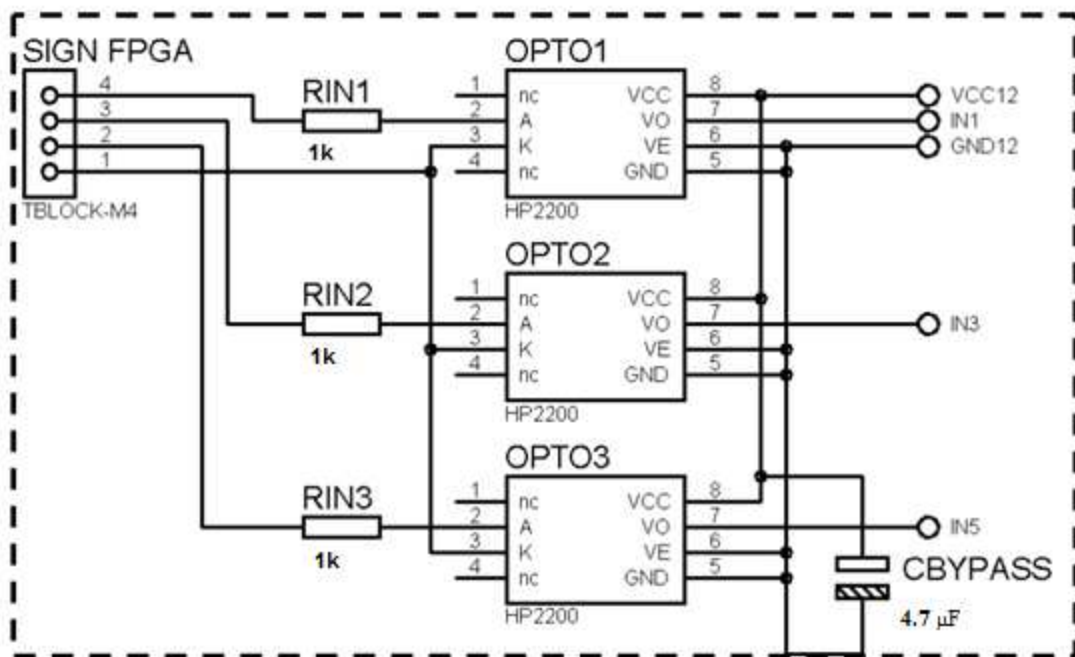 SIGN FPGA
4
3
2
1
TBLOCK-M4
RIN1
1k
OPTO1
1 nc VCC 8
2 A VO 7
3 K VE 6
4 nc GND 5
HP2200
VCC12
IN1
GND12
RIN2
1k
OPTO2
1 nc VCC 8
2 A VO 7
3 K VE 6
4 nc GND 5
HP2200
IN3
RIN3
1k
OPTO3
1 nc VCC 8
2 A VO 7
3 K VE 6
4 nc GND 5
HP2200
IN5
CBYPASS
4.7 µF